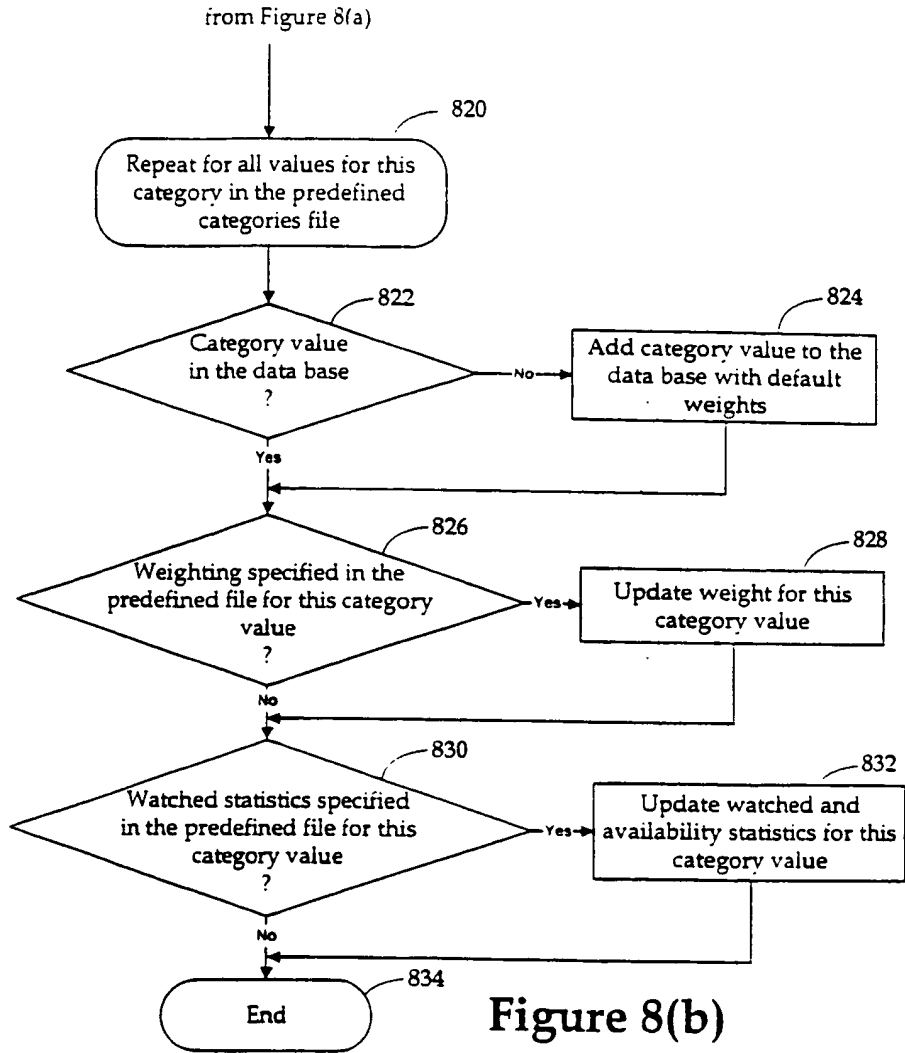 from Figure 8(a)
820
Repeat for all values for this
category in the predefined
categories file
822
Category value
in the data base
?
No
824
Add category value to the
data base with default
weights
Yes
826
Weighting specified in the
predefined file for this category
value
?
Yes
828
Update weight for this
category value
No
830
Watched statistics specified
in the predefined file for this
category value
?
Yes
832
Update watched and
availability statistics for this
category value
No
834
End
Figure 8(b)